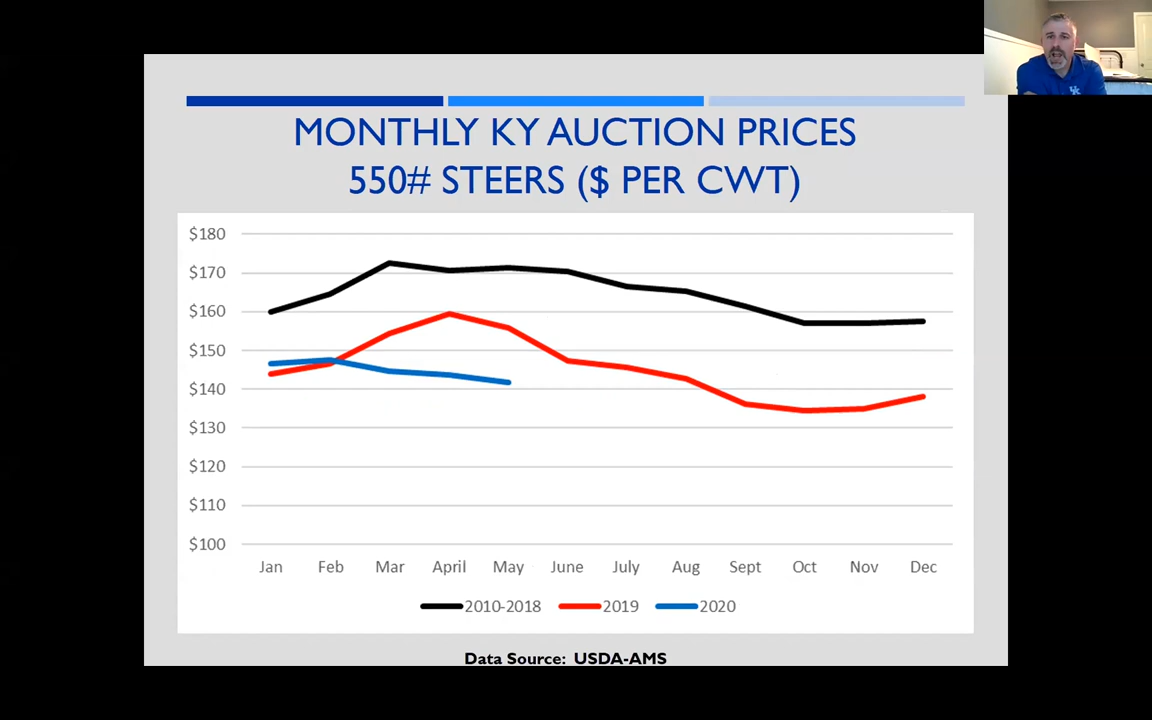 MONTHLY KY AUCTION PRICES
550# STEERS ($ PER CWT)
$180
$170
$160
$150
$140
$130
$120
$110
$100
Jan Feb Mar April May June July Aug Sept Oct Nov Dec
2010-2018 2019 2020
Data Source: USDA-AMS
UK